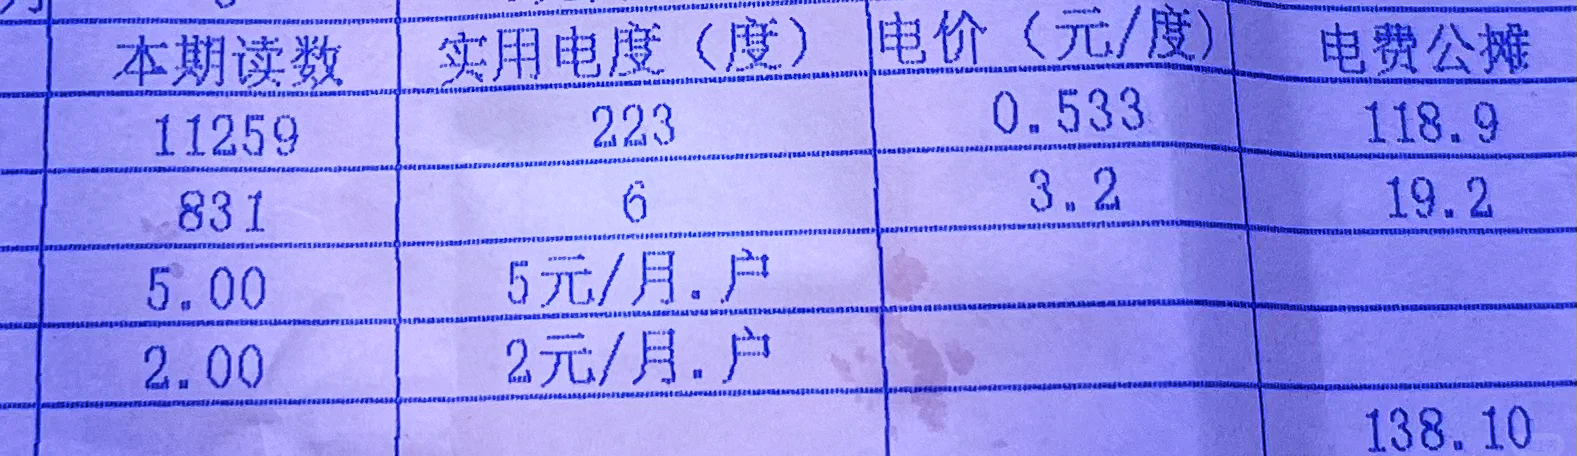 本期读数 实用电度（度） 电价（元/度） 电费公摊
11259 223 0.533 118.9
831 6 3.2 19.2
5.00 5元/月.户
2.00 2元/月.户
138.10